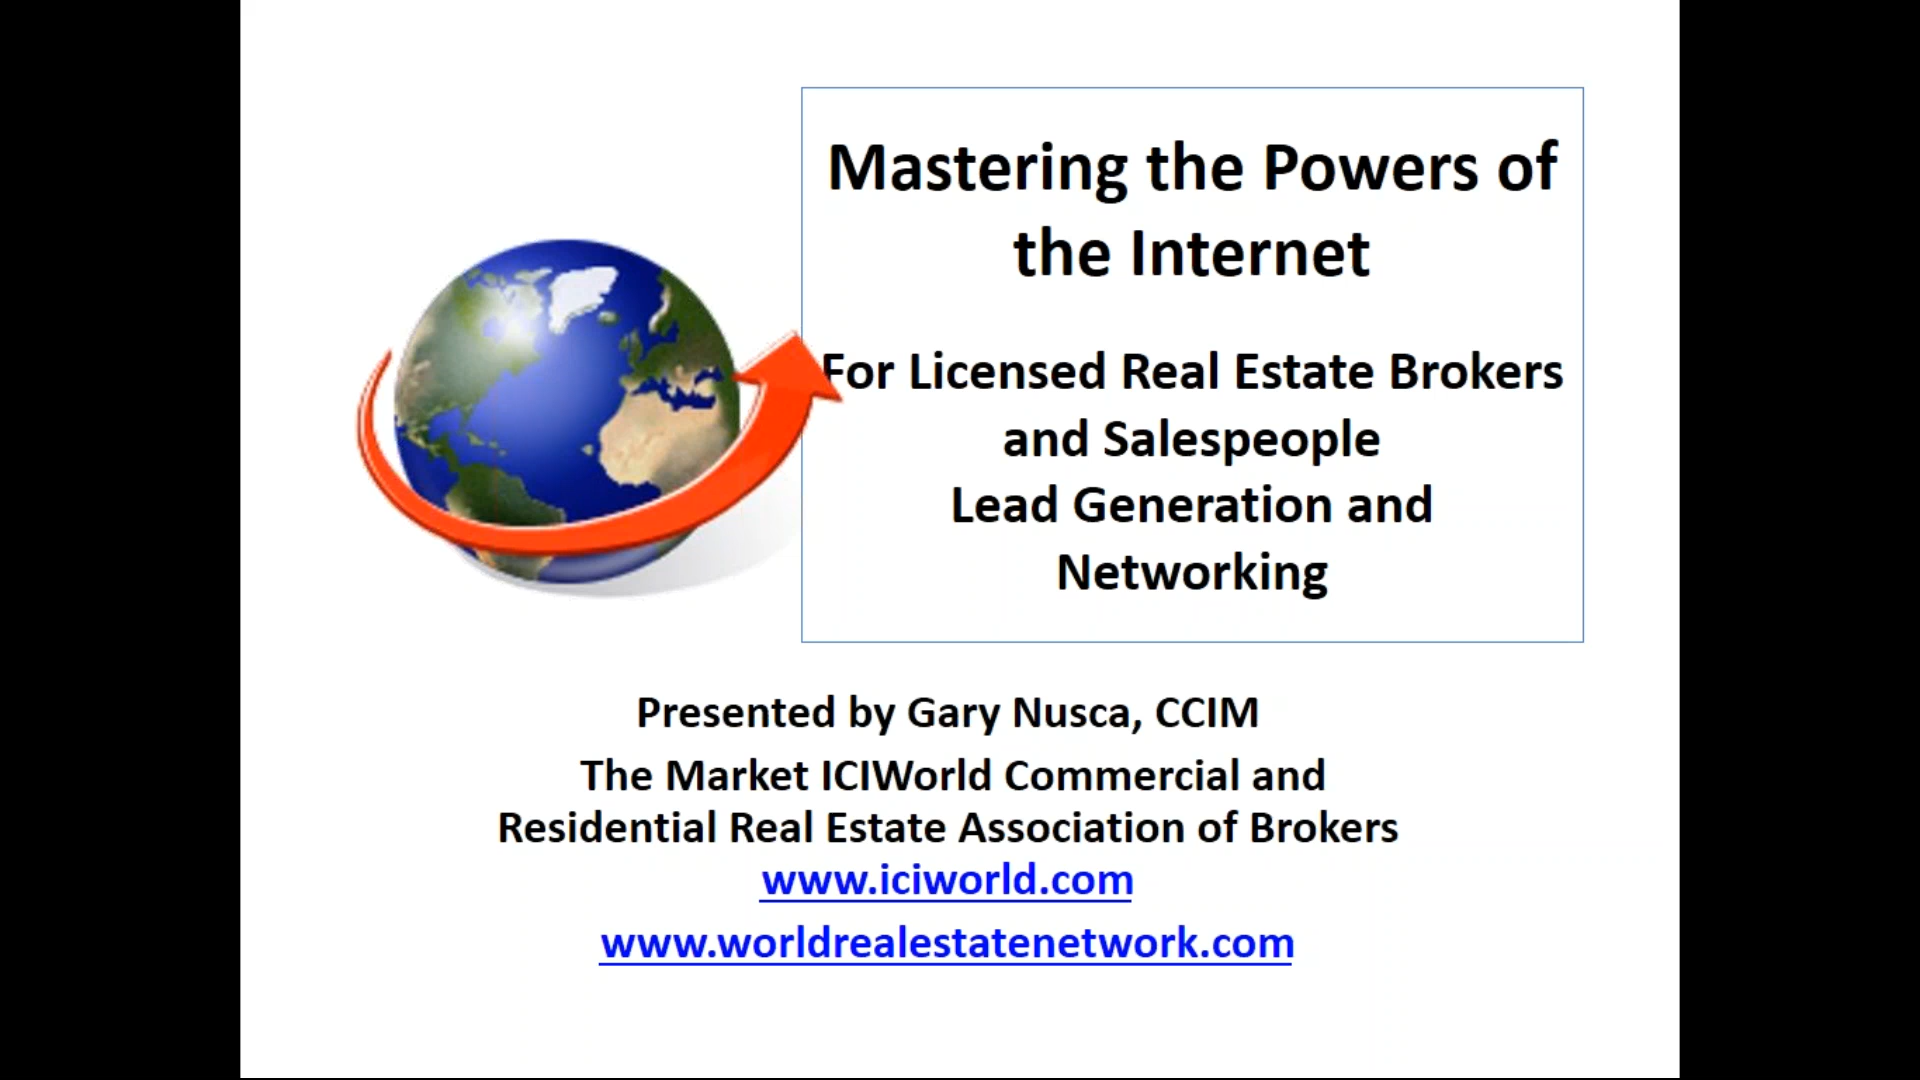 Mastering the Powers of
the Internet
For Licensed Real Estate Brokers
and Salespeople
Lead Generation and
Networking
Presented by Gary Nusca, CCIM
The Market ICIWorld Commercial and
Residential Real Estate Association of Brokers
www.iciworld.com
www.worldrealestatenetwork.com